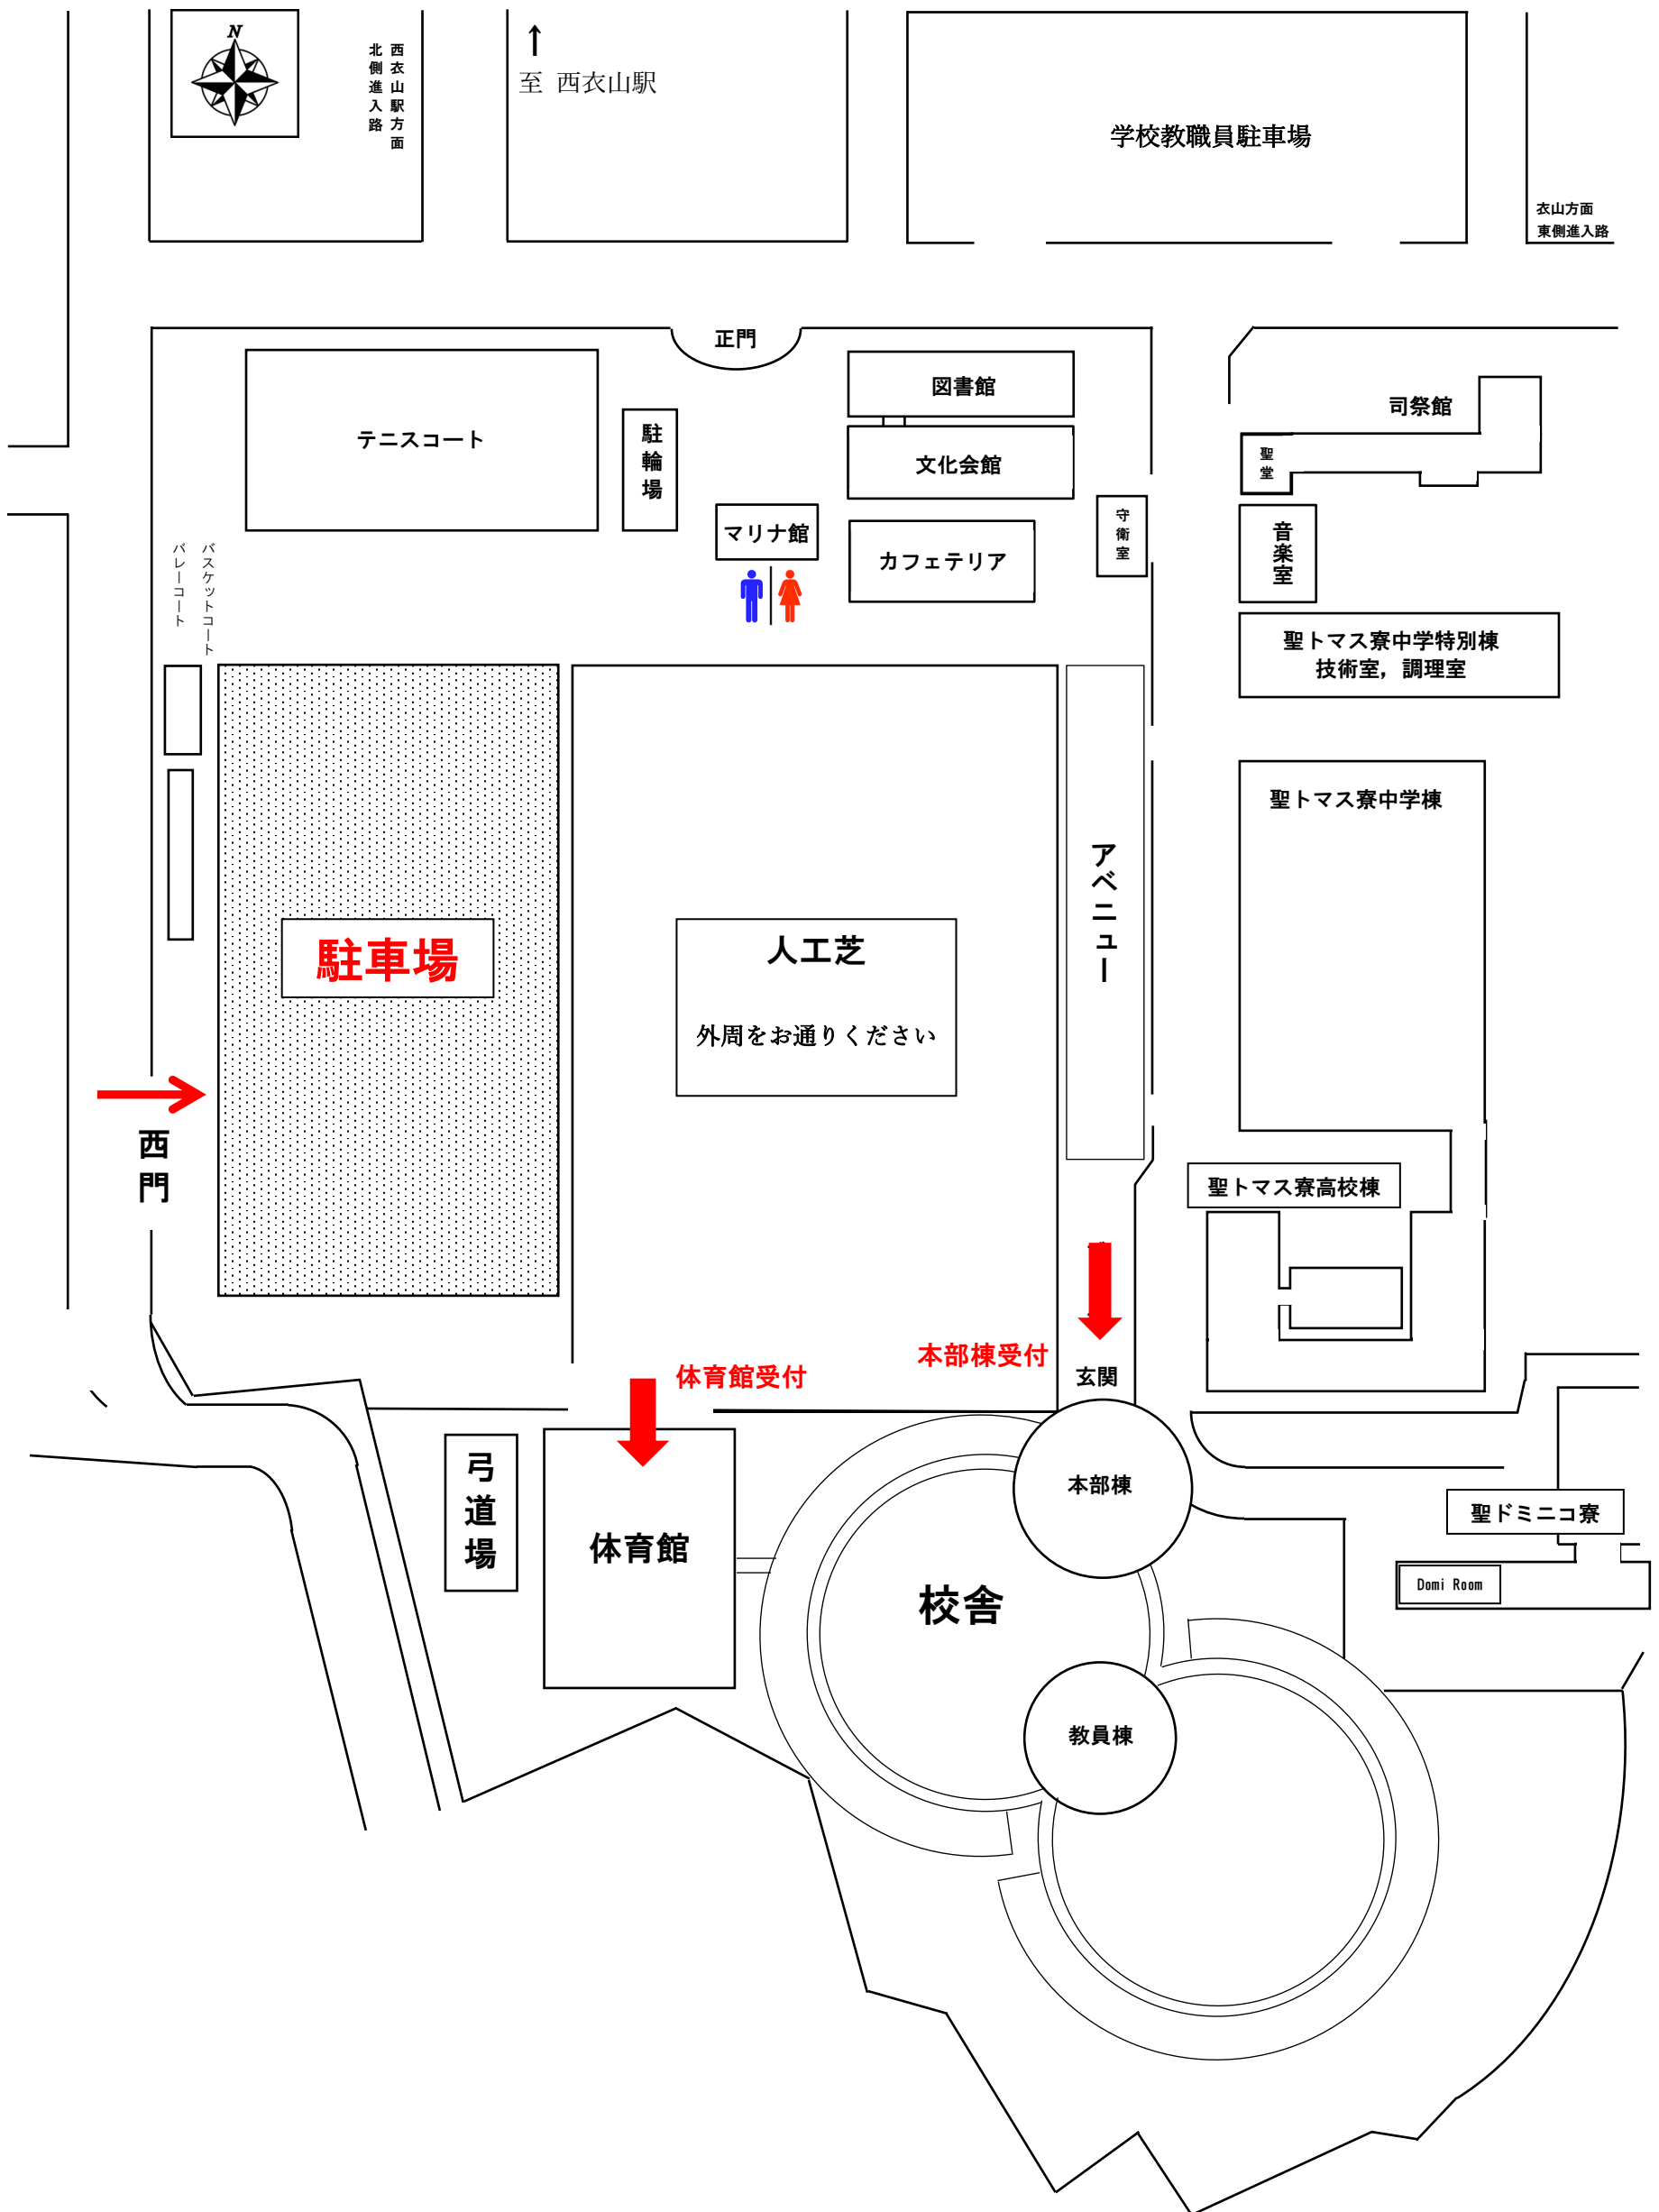 N
西衣山駅方面
北側進入路
↑
至 西衣山駅
学校教職員駐車場
衣山方面
東側進入路
正門
テニスコート
駐輪場
図書館
文化会館
マリナ館
カフェテリア
守衛室
司祭館
聖堂
音楽室
聖トマス寮中学特別棟
技術室，調理室
バスケットコート
バレーコート
聖トマス寮中学棟
アベニュー
駐車場
人工芝
外周をお通りください
西門
聖トマス寮高校棟
本部棟受付
体育館受付
玄関
弓道場
体育館
本部棟
校舎
教員棟
聖ドミニコ寮
Domi Room